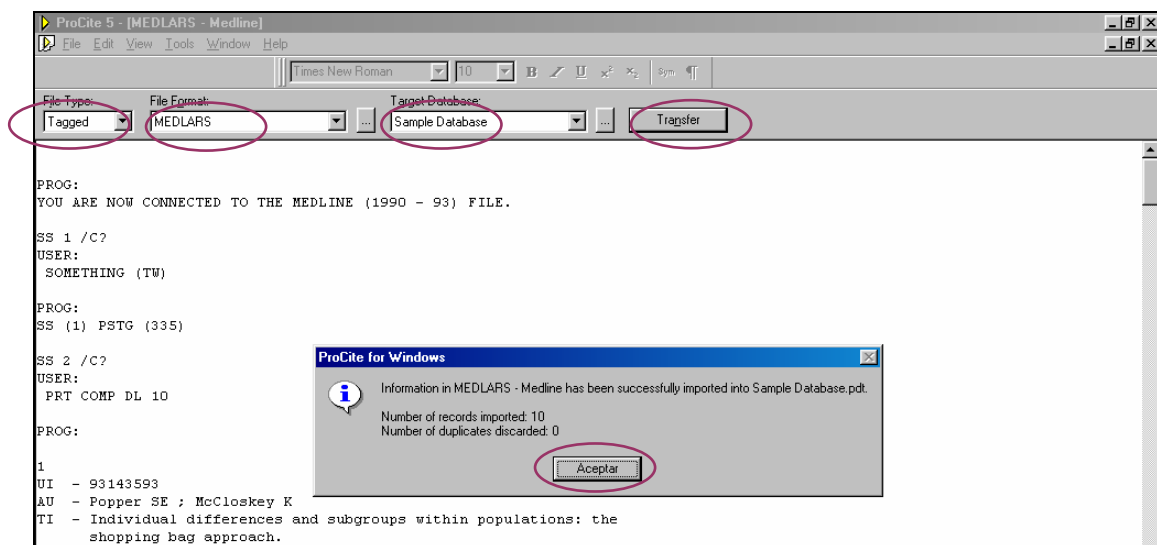 ProCite 5 - [MEDLARS - Medline]
File Edit View Tools Window Help
Times New Roman 10 B I U x² x₂ Sym ¶
File Type: File Format: Target Database:
Tagged MEDLARS ... Sample Database ... Transfer
PROG:
YOU ARE NOW CONNECTED TO THE MEDLINE (1990 - 93) FILE.
SS 1 /C?
USER:
SOMETHING (TW)
PROG:
SS (1) PSTG (335)
SS 2 /C?
USER:
PRT COMP DL 10
PROG:
1
UI - 93143593
AU - Popper SE ; McCloskey K
TI - Individual differences and subgroups within populations: the
shopping bag approach.
ProCite for Windows
Information in MEDLARS - Medline has been successfully imported into Sample Database.pdt.
Number of records imported: 10
Number of duplicates discarded: 0
Aceptar